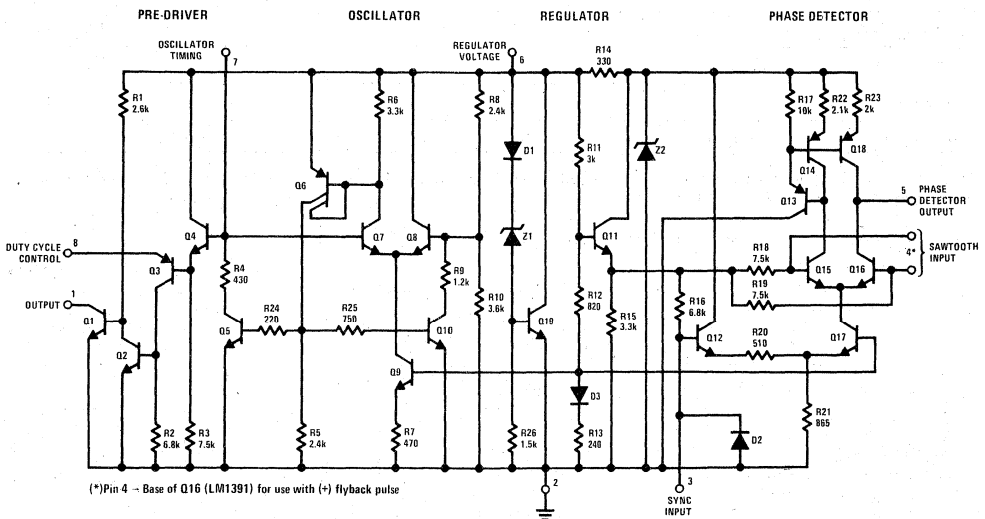 PRE-DRIVER OSCILLATOR REGULATOR PHASE DETECTOR
OSCILLATOR
TIMING
7
REGULATOR
VOLTAGE
6
R14
330
R1
2.6k
R6
3.3k
R8
2.4k
R17
10k
R22
2.1k
R23
2k
D1
R11
3k
Z2
Q6
Q14
Q18
Q13
5
PHASE
DETECTOR
OUTPUT
Q4
Q7
Q8
Z1
Q11
DUTY CYCLE
CONTROL
8
Q3
R4
430
R9
1.2k
R18
7.5k
Q15
Q16
4*
SAWTOOTH
INPUT
R19
7.5k
OUTPUT
1
Q1
Q2
Q5
R24
220
R25
750
Q10
R10
3.6k
Q19
R12
820
R15
3.3k
R16
6.8k
Q12
R20
510
Q17
Q9
D3
R2
6.8k
R3
7.5k
R5
2.4k
R7
470
R26
1.5k
R13
240
D2
R21
865
(*)Pin 4 – Base of Q16 (LM1391) for use with (+) flyback pulse
2
3
SYNC
INPUT